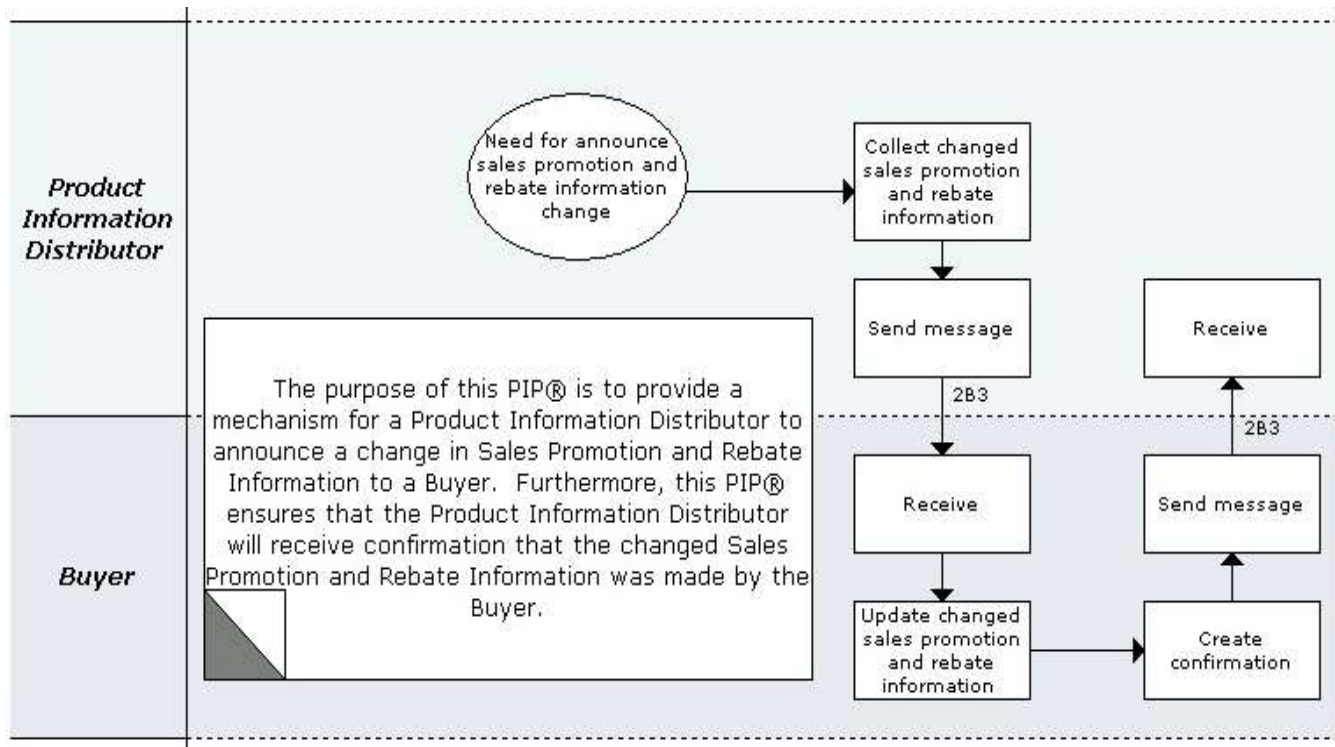 Product
Information
Distributor
Need for announce
sales promotion and
rebate information
change
Collect changed
sales promotion
and rebate
information
Send message
Receive
2B3
2B3
The purpose of this PIP® is to provide a
mechanism for a Product Information Distributor to
announce a change in Sales Promotion and Rebate
Information to a Buyer. Furthermore, this PIP®
ensures that the Product Information Distributor
will receive confirmation that the changed Sales
Promotion and Rebate Information was made by the
Buyer.
Buyer
Receive
Send message
Update changed
sales promotion
and rebate
information
Create
confirmation